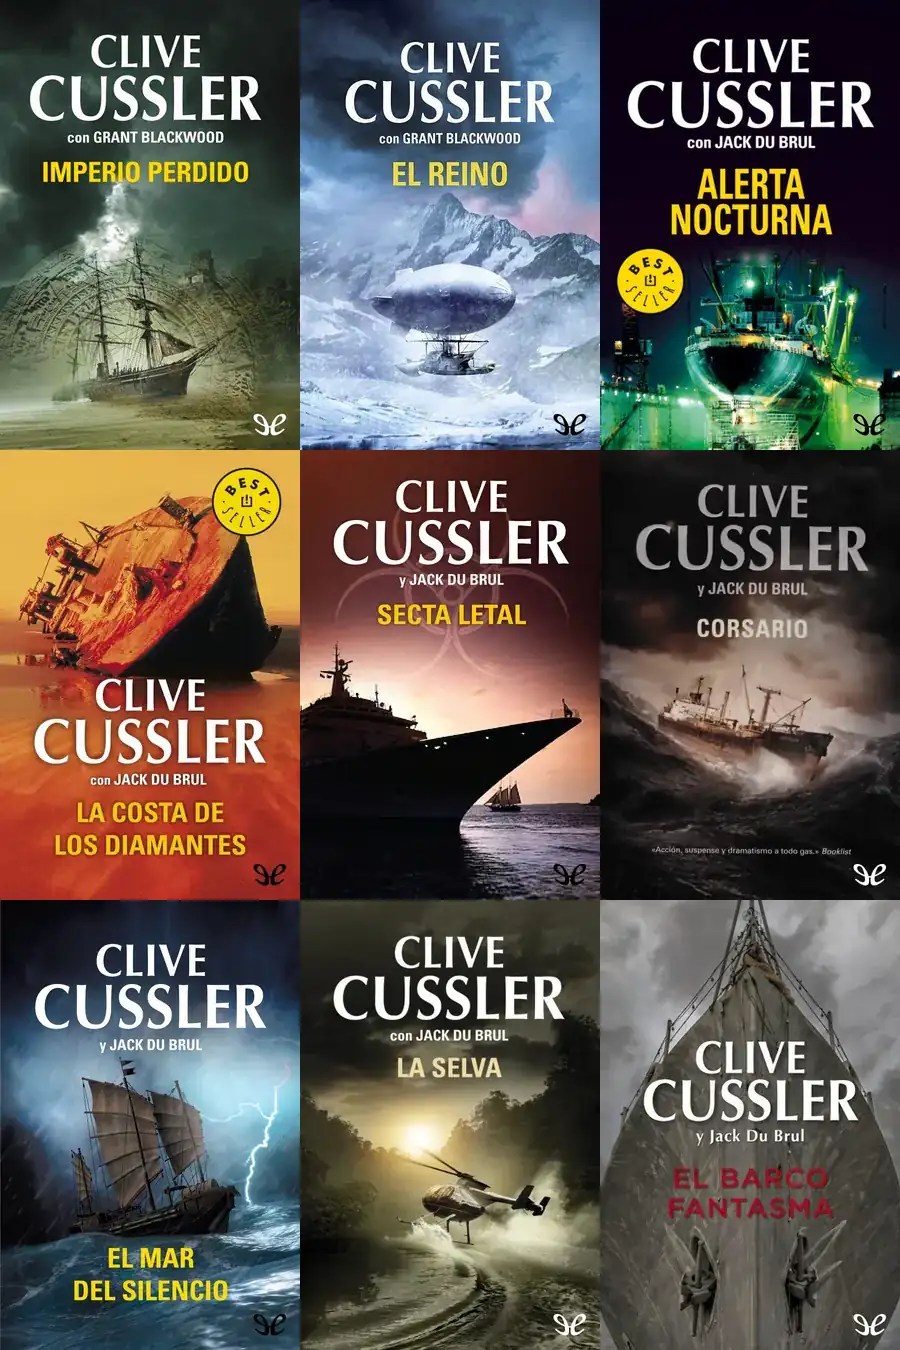 CLIVE
CUSSLER
con GRANT BLACKWOOD
IMPERIO PERDIDO
CLIVE
CUSSLER
con GRANT BLACKWOOD
EL REINO
CLIVE
CUSSLER
con JACK DU BRUL
ALERTA
NOCTURNA
BEST
SELLER
BEST
SELLER
CLIVE
CUSSLER
con JACK DU BRUL
LA COSTA DE
LOS DIAMANTES
CLIVE
CUSSLER
y JACK DU BRUL
SECTA LETAL
CLIVE
CUSSLER
y JACK DU BRUL
CORSARIO
«Acción, suspense y dramatismo a todo gas.» Booklist
CLIVE
CUSSLER
y JACK DU BRUL
EL MAR
DEL SILENCIO
CLIVE
CUSSLER
con JACK DU BRUL
LA SELVA
CLIVE
CUSSLER
y Jack Du Brul
EL BARCO
FANTASMA